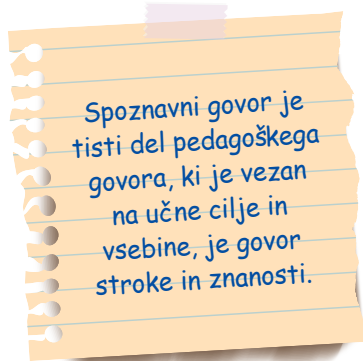 Spoznavni govor je
tisti del pedagoškega
govora, ki je vezan
na učne cilje in
vsebine, je govor
stroke in znanosti.